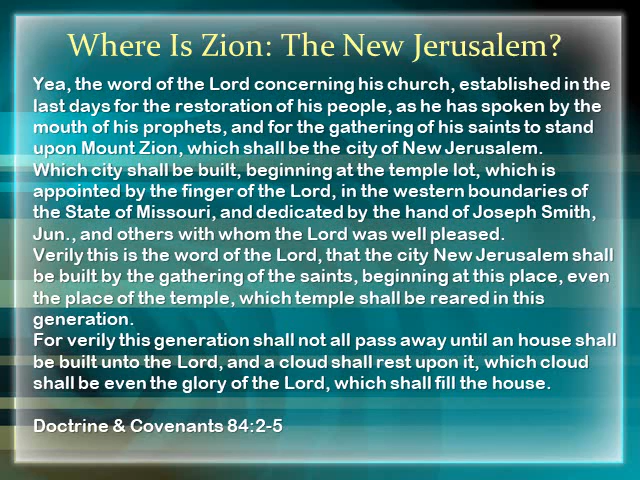 Where Is Zion: The New Jerusalem?
Yea, the word of the Lord concerning his church, established in the
last days for the restoration of his people, as he has spoken by the
mouth of his prophets, and for the gathering of his saints to stand
upon Mount Zion, which shall be the city of New Jerusalem.
Which city shall be built, beginning at the temple lot, which is
appointed by the finger of the Lord, in the western boundaries of
the State of Missouri, and dedicated by the hand of Joseph Smith,
Jun., and others with whom the Lord was well pleased.
Verily this is the word of the Lord, that the city New Jerusalem shall
be built by the gathering of the saints, beginning at this place, even
the place of the temple, which temple shall be reared in this
generation.
For verily this generation shall not all pass away until an house shall
be built unto the Lord, and a cloud shall rest upon it, which cloud
shall be even the glory of the Lord, which shall fill the house.
Doctrine & Covenants 84:2-5